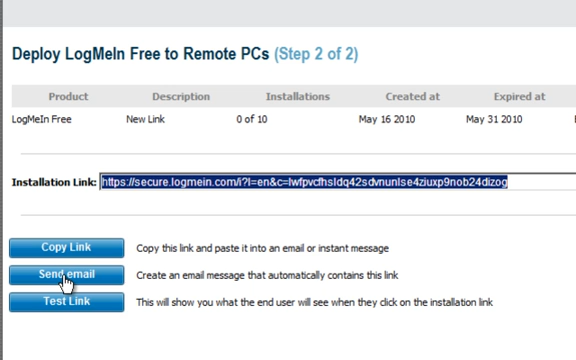 Deploy LogMeIn Free to Remote PCs (Step 2 of 2)
Product Description Installations Created at Expired at
LogMeIn Free New Link 0 of 10 May 16 2010 May 31 2010
Installation Link: https://secure.logmein.com/i?l=en&c=lwfpvcfhsldq42sdvnunlse4ziuxp9nob24dizog
Copy Link Copy this link and paste it into an email or instant message
Send email Create an email message that automatically contains this link
Test Link This will show you what the end user will see when they click on the installation link